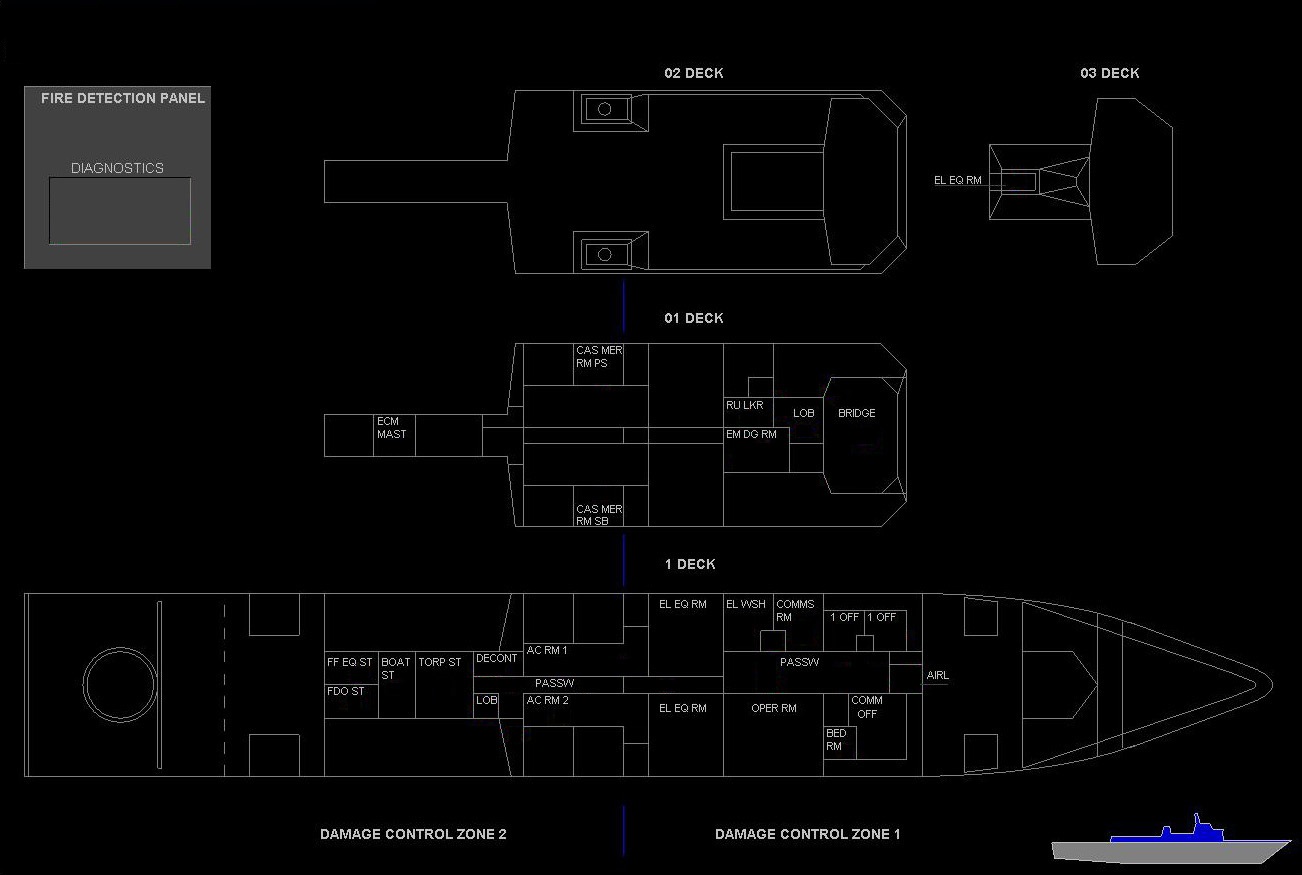 02 DECK
03 DECK
FIRE DETECTION PANEL
DIAGNOSTICS
EL EQ RM
01 DECK
CAS MER
RM PS
RU LKR
LOB
BRIDGE
ECM
MAST
EM DG RM
CAS MER
RM SB
1 DECK
EL EQ RM
EL WSH
COMMS
RM
1 OFF
1 OFF
FF EQ ST
BOAT
ST
TORP ST
DECONT
AC RM 1
PASSW
AIRL
PASSW
FDO ST
LOB
AC RM 2
EL EQ RM
OPER RM
COMM
OFF
BED
RM
DAMAGE CONTROL ZONE 2
DAMAGE CONTROL ZONE 1